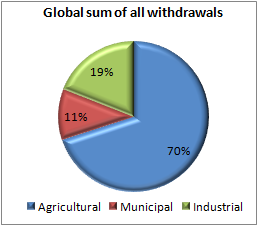 Global sum of all withdrawals
19%
11%
70%
Agricultural Municipal Industrial